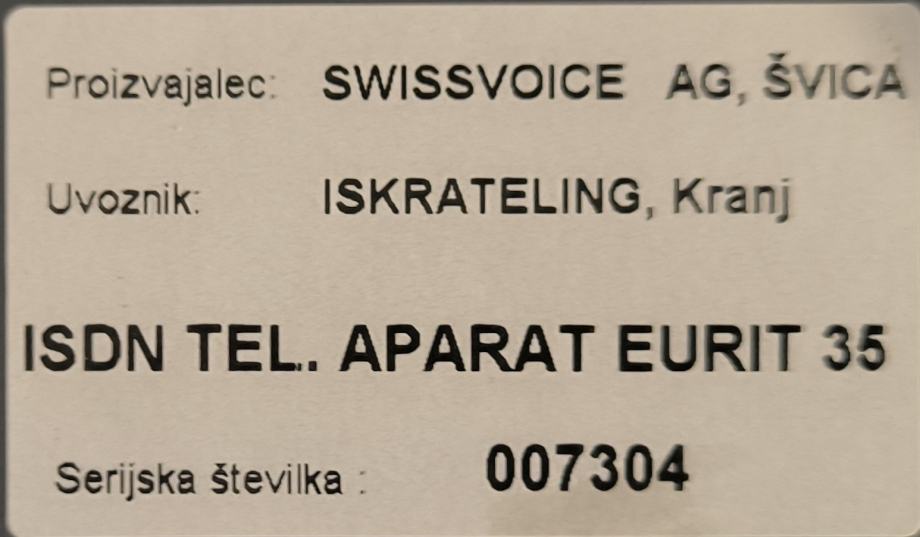 Proizvajalec: SWISSVOICE AG, ŠVICA
Uvoznik: ISKRATELING, Kranj
ISDN TEL. APARAT EURIT 35
Serijska številka : 007304